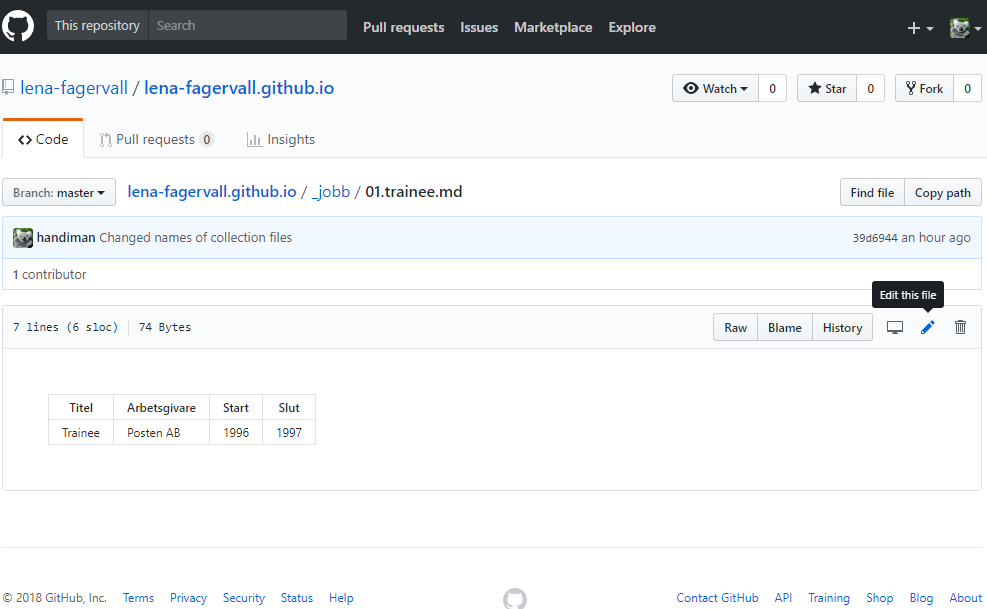 This repository Search Pull requests Issues Marketplace Explore
lena-fagervall / lena-fagervall.github.io Watch 0 Star 0 Fork 0
Code Pull requests 0 Insights
Branch: master lena-fagervall.github.io / _jobb / 01.trainee.md Find file Copy path
handiman Changed names of collection files 39d6944 an hour ago
1 contributor
Edit this file
7 lines (6 sloc) 74 Bytes Raw Blame History
Titel Arbetsgivare Start Slut
Trainee Posten AB 1996 1997
© 2018 GitHub, Inc. Terms Privacy Security Status Help Contact GitHub API Training Shop Blog About